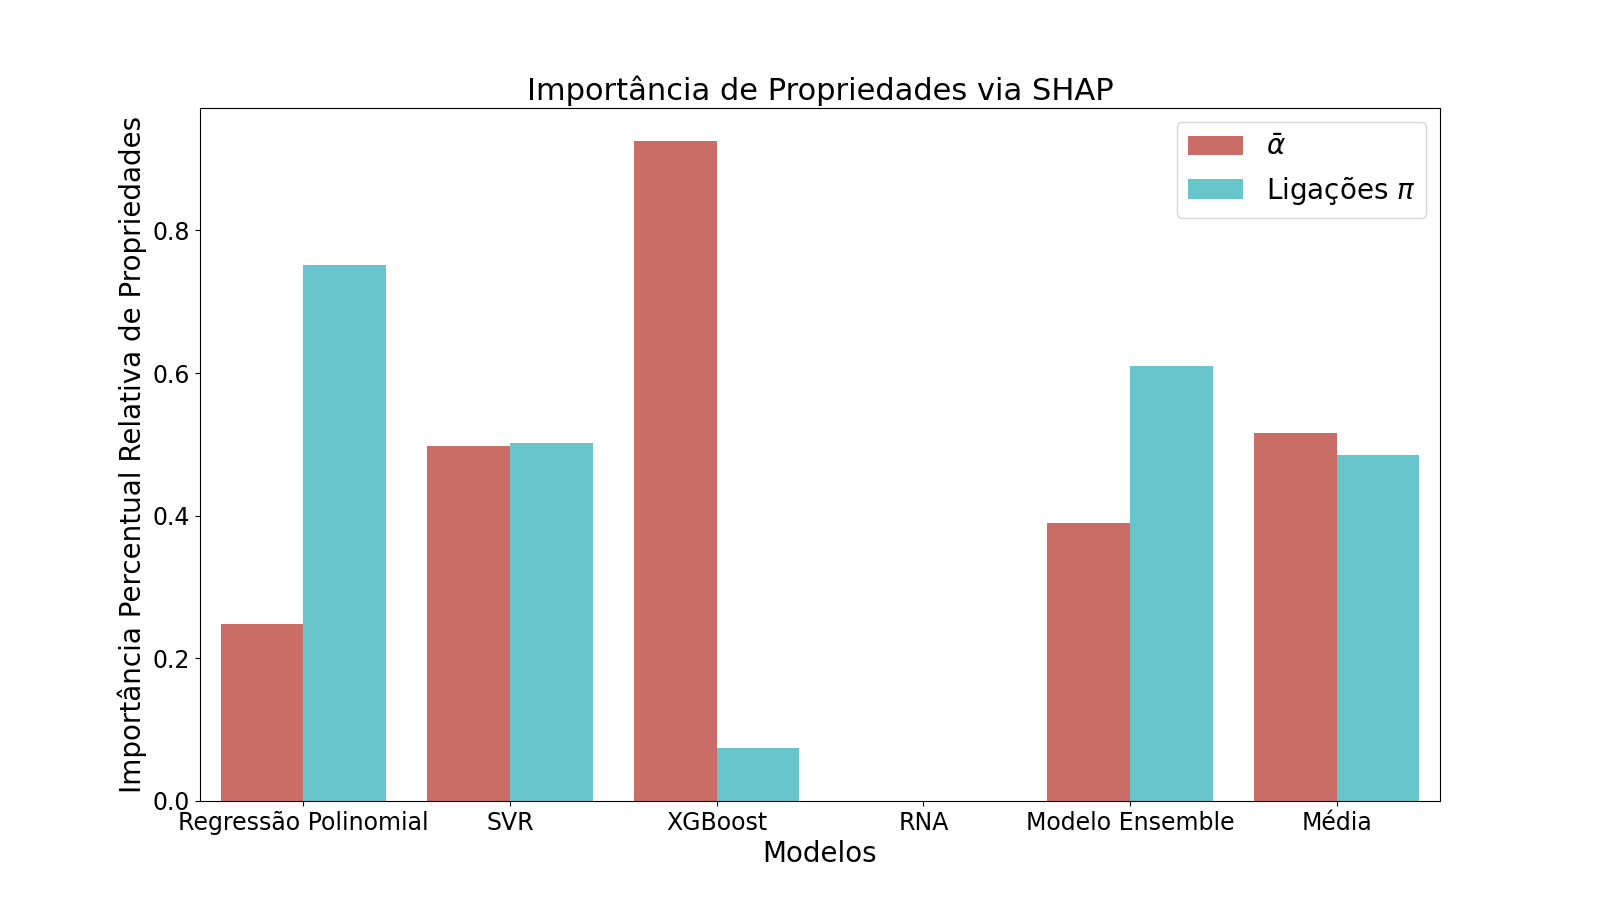 Importância de Propriedades via SHAP
ᾱ
Ligações π
Importância Percentual Relativa de Propriedades
0.8
0.6
0.4
0.2
0.0
Regressão Polinomial SVR XGBoost RNA Modelo Ensemble Média
Modelos